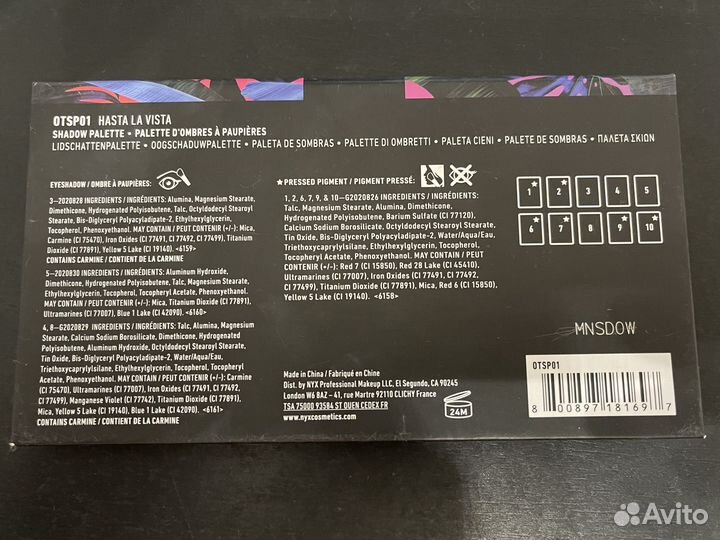 OTSP01 HASTA LA VISTA
SHADOW PALETTE • PALETTE D'OMBRES À PAUPIÈRES
LIDSCHATTENPALETTE • OOGSCHADUWPALETTE • PALETA DE SOMBRAS • PALETTE DI OMBRETTI • PALETA CIENI • PALETE DE SOMBRAS • ΠΑΛΕΤΑ ΣΚΙΩΝ
EYESHADOW / OMBRE À PAUPIÈRES:
3–2020828 INGREDIENTS / INGRÉDIENTS: Alumina, Magnesium Stearate,
Dimethicone, Hydrogenated Polyisobutene, Talc, Octyldodecyl Stearoyl
Stearate, Bis-Diglyceryl Polyacyladipate-2, Ethylhexylglycerin,
Tocopherol, Phenoxyethanol. MAY CONTAIN / PEUT CONTENIR (+/-): Mica,
Carmine (CI 75470), Iron Oxides (CI 77491, CI 77492, CI 77499), Titanium
Dioxide (CI 77891), Yellow 5 Lake (CI 19140). <6159>
CONTAINS CARMINE / CONTIENT DE LA CARMINE
5–2020830 INGREDIENTS / INGRÉDIENTS: Aluminum Hydroxide,
Dimethicone, Hydrogenated Polyisobutene, Talc, Magnesium Stearate,
Ethylhexylglycerin, Tocopherol, Tocopheryl Acetate, Phenoxyethanol.
MAY CONTAIN / PEUT CONTENIR (+/-): Mica, Titanium Dioxide (CI 77891),
Ultramarines (CI 77007), Blue 1 Lake (CI 42090). <6160>
4, 8–G2020829 INGREDIENTS / INGRÉDIENTS: Talc, Alumina, Magnesium
Stearate, Calcium Sodium Borosilicate, Dimethicone, Hydrogenated
Polyisobutene, Aluminum Hydroxide, Octyldodecyl Stearoyl Stearate,
Tin Oxide, Bis-Diglyceryl Polyacyladipate-2, Water/Aqua/Eau,
Triethoxycaprylylsilane, Ethylhexylglycerin, Tocopherol, Tocopheryl
Acetate, Phenoxyethanol. MAY CONTAIN / PEUT CONTENIR (+/-): Carmine
(CI 75470), Ultramarines (CI 77007), Iron Oxides (CI 77491, CI 77492,
CI 77499), Manganese Violet (CI 77742), Titanium Dioxide (CI 77891),
Mica, Yellow 5 Lake (CI 19140), Blue 1 Lake (CI 42090). <6161>
CONTAINS CARMINE / CONTIENT DE LA CARMINE
★PRESSED PIGMENT / PIGMENT PRESSÉ:
1, 2, 6, 7, 9, & 10–G2020826 INGREDIENTS / INGRÉDIENTS:
Talc, Magnesium Stearate, Alumina, Dimethicone,
Hydrogenated Polyisobutene, Barium Sulfate (CI 77120),
Calcium Sodium Borosilicate, Octyldodecyl Stearoyl Stearate,
Tin Oxide, Bis-Diglyceryl Polyacyladipate-2, Water/Aqua/Eau,
Triethoxycaprylylsilane, Ethylhexylglycerin, Tocopherol,
Tocopheryl Acetate, Phenoxyethanol. MAY CONTAIN / PEUT
CONTENIR (+/-): Red 7 (CI 15850), Red 28 Lake (CI 45410),
Ultramarines (CI 77007), Iron Oxides (CI 77491, CI 77492,
CI 77499), Titanium Dioxide (CI 77891), Mica, Red 6 (CI 15850),
Yellow 5 Lake (CI 19140). <6158>
1★ 2★ 3 4 5
6★ 7★ 8 9★ 10★
MNSDOW
Made in China / Fabriqué en Chine
Dist. by NYX Professional Makeup LLC, El Segundo, CA 90245
London W6 8AZ – 41, rue Martre 92110 CLICHY France
TSA 75000 93584 ST OUEN CEDEX FR
www.nyxcosmetics.com
24M
OTSP01
8 00897 18169 7
Avito